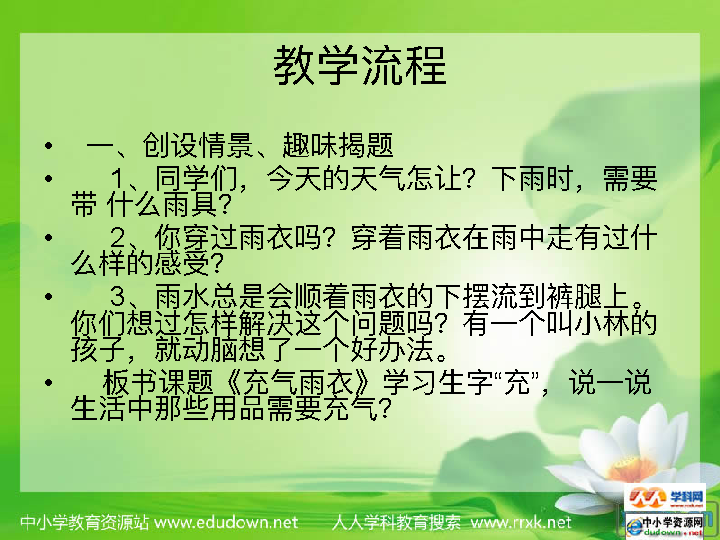 教学流程
• 一、创设情景、趣味揭题
• 1、同学们，今天的天气怎让？下雨时，需要
带 什么雨具？
• 2、你穿过雨衣吗？穿着雨衣在雨中走有过什
么样的感受？
• 3、雨水总是会顺着雨衣的下摆流到裤腿上。
你们想过怎样解决这个问题吗？有一个叫小林的
孩子，就动脑想了一个好办法。
• 板书课题《充气雨衣》学习生字“充”，说一说
生活中那些用品需要充气？
中小学教育资源站 www.edudown.net 人人学科教育搜索 www.rrxk.net
学科网
www.rrxk.net
中小学资源网
edudown.net